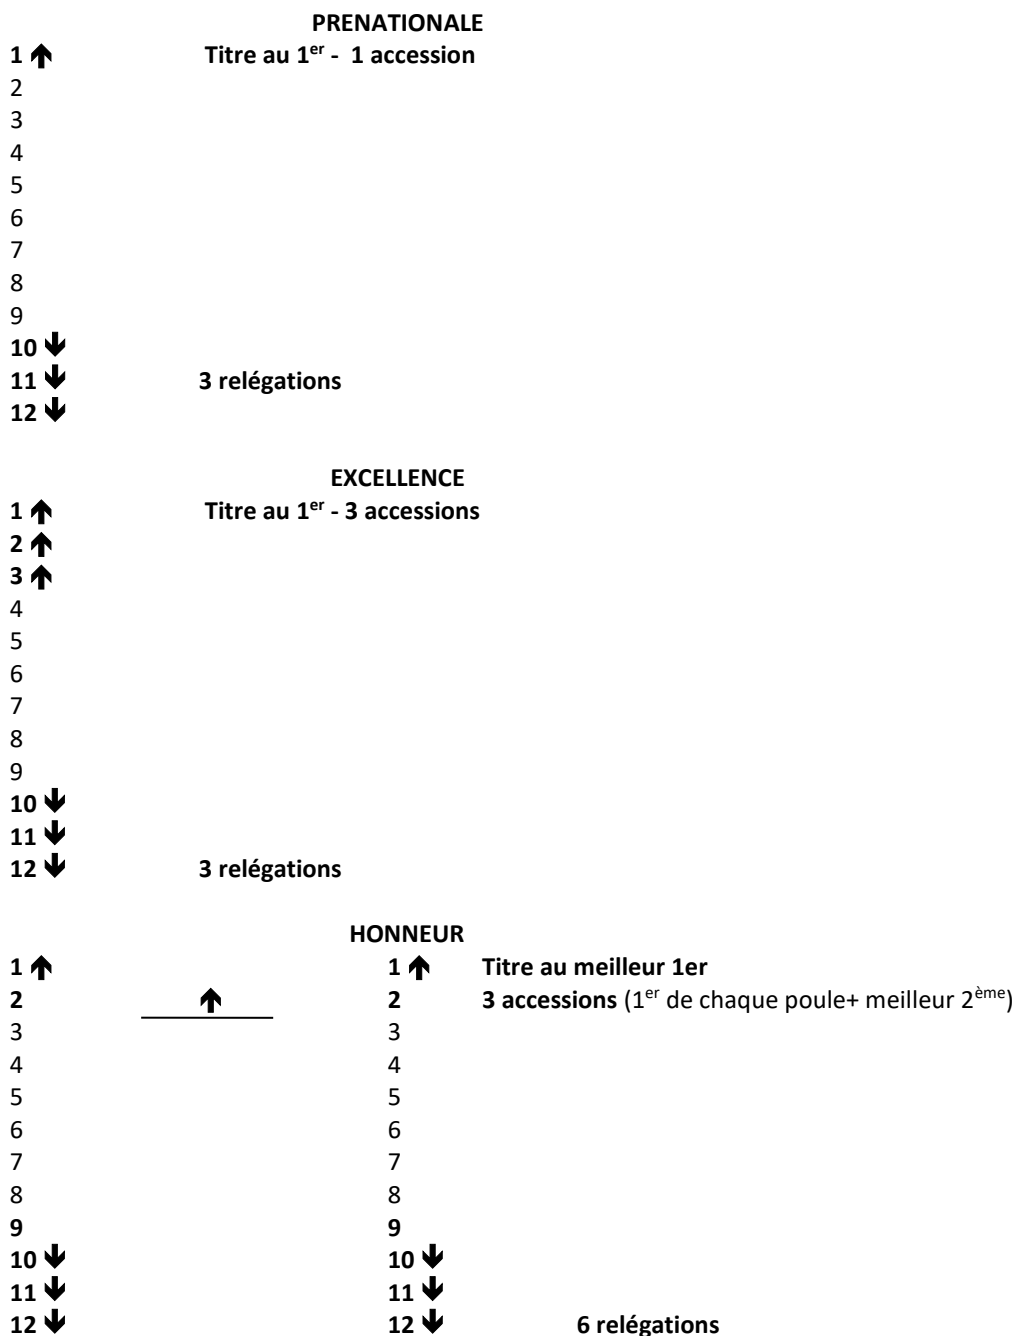 PRENATIONALE
1 🡹 Titre au 1er - 1 accession
2
3
4
5
6
7
8
9
10 🡻
11 🡻 3 relégations
12 🡻
EXCELLENCE
1 🡹 Titre au 1er - 3 accessions
2 🡹
3 🡹
4
5
6
7
8
9
10 🡻
11 🡻
12 🡻 3 relégations
HONNEUR
1 🡹 1 🡹 Titre au meilleur 1er
2 🡹 2 3 accessions (1er de chaque poule+ meilleur 2ème)
3 3
4 4
5 5
6 6
7 7
8 8
9 9
10 🡻 10 🡻
11 🡻 11 🡻
12 🡻 12 🡻 6 relégations